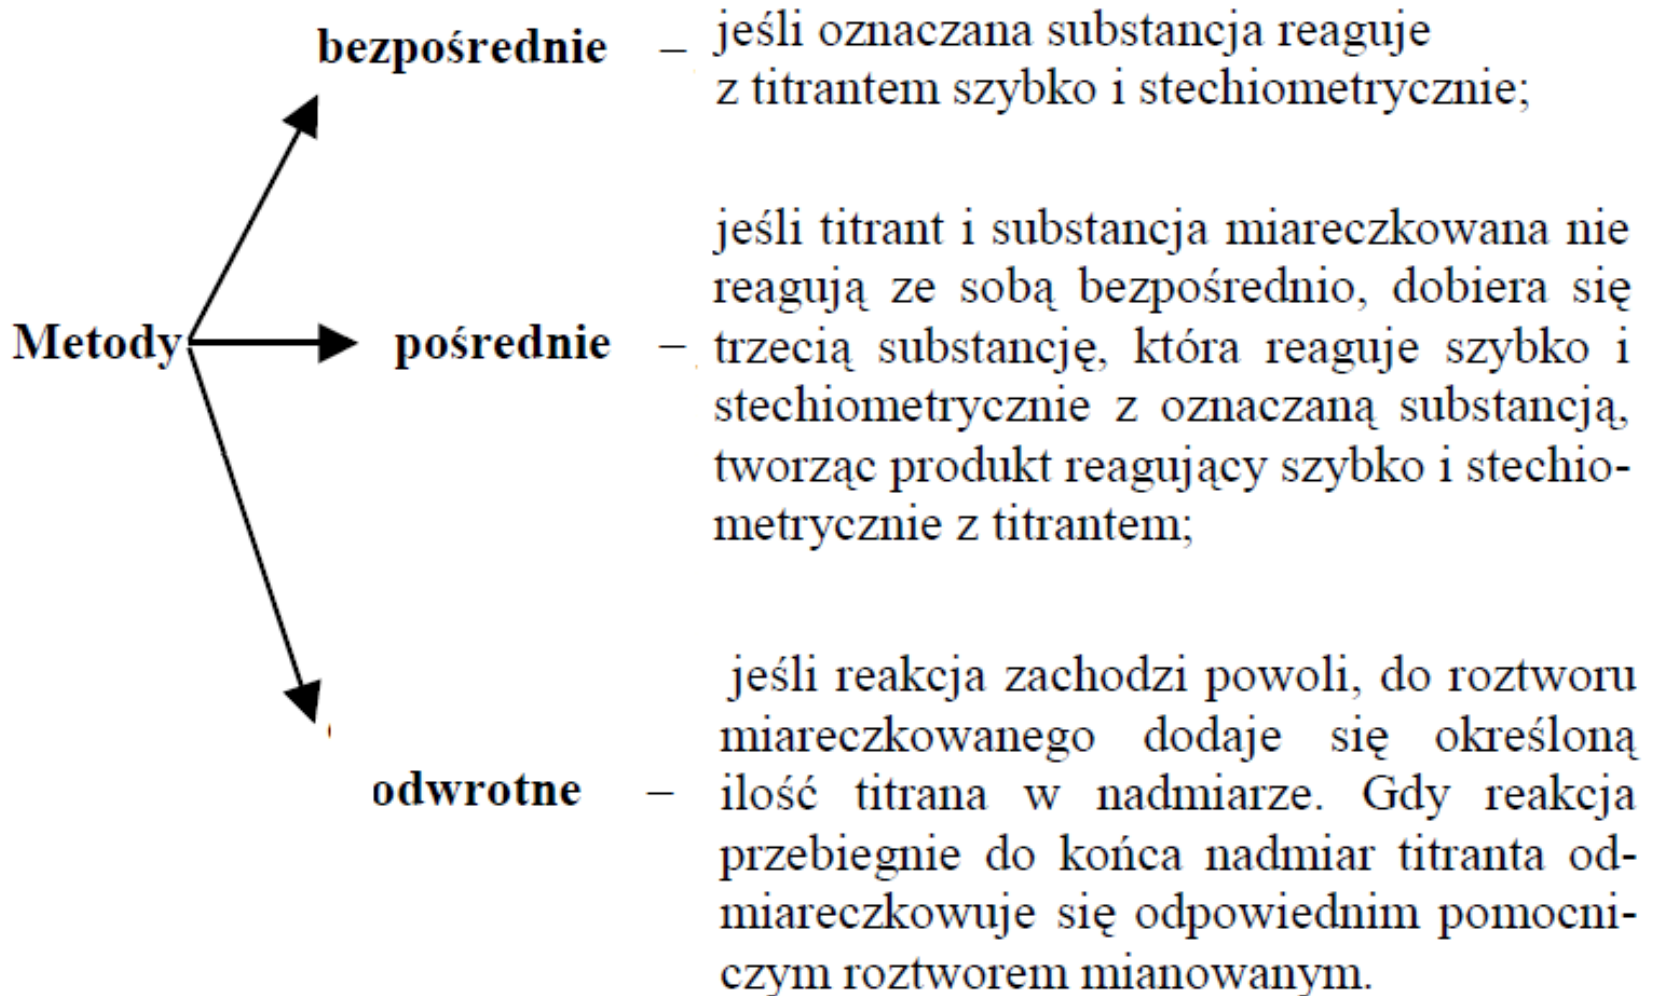 bezpośrednie – jeśli oznaczana substancja reaguje
z titrantem szybko i stechiometrycznie;
jeśli titrant i substancja miareczkowana nie
reagują ze sobą bezpośrednio, dobiera się
Metody pośrednie – trzecią substancję, która reaguje szybko i
stechiometrycznie z oznaczaną substancją,
tworząc produkt reagujący szybko i stechio-
metrycznie z titrantem;
jeśli reakcja zachodzi powoli, do roztworu
miareczkowanego dodaje się określoną
odwrotne – ilość titrana w nadmiarze. Gdy reakcja
przebiegnie do końca nadmiar titranta od-
miareczkowuje się odpowiednim pomocni-
czym roztworem mianowanym.